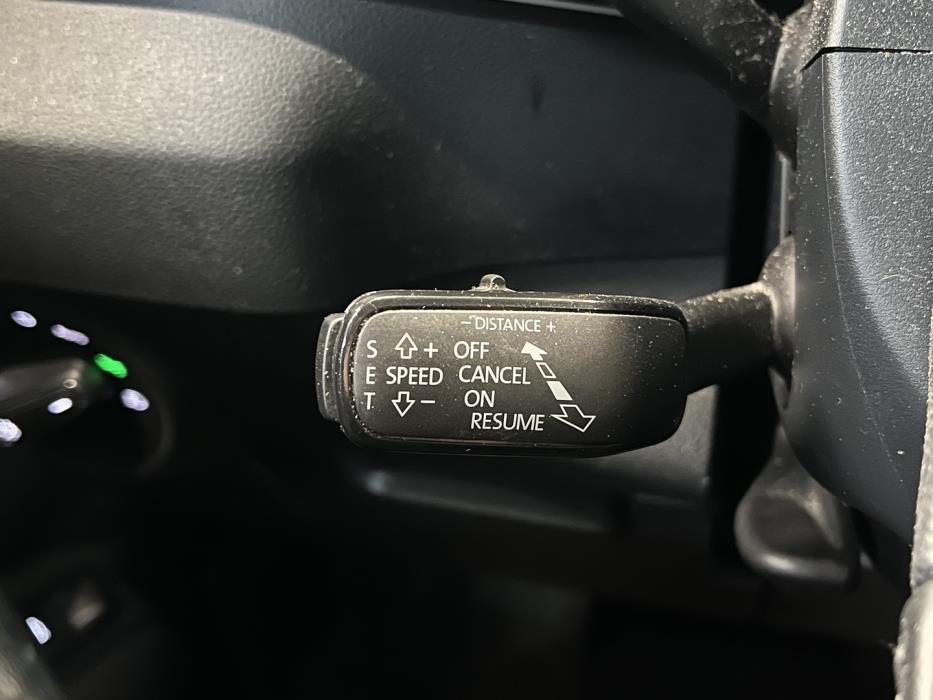 − DISTANCE +
S + OFF
E SPEED CANCEL
T − ON
RESUME